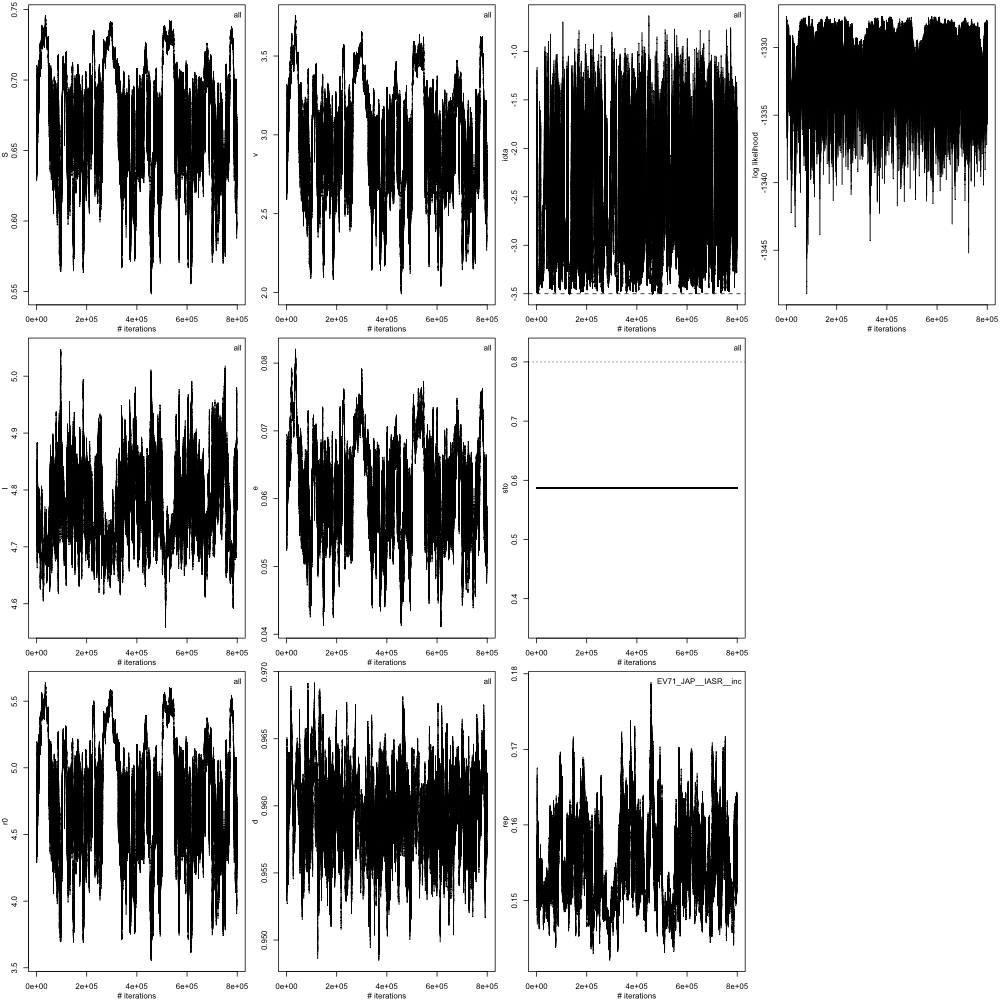 all
S
0.55 0.60 0.65 0.70 0.75
0e+00 2e+05 4e+05 6e+05 8e+05
# iterations
all
v
2.0 2.5 3.0 3.5
0e+00 2e+05 4e+05 6e+05 8e+05
# iterations
all
iota
-3.5 -3.0 -2.5 -2.0 -1.5 -1.0
0e+00 2e+05 4e+05 6e+05 8e+05
# iterations
all
log likelihood
-1345 -1340 -1335 -1330
0e+00 2e+05 4e+05 6e+05 8e+05
# iterations
all
l
4.6 4.7 4.8 4.9 5.0
0e+00 2e+05 4e+05 6e+05 8e+05
# iterations
all
e
0.04 0.05 0.06 0.07 0.08
0e+00 2e+05 4e+05 6e+05 8e+05
# iterations
all
sto
0.4 0.5 0.6 0.7 0.8
0e+00 2e+05 4e+05 6e+05 8e+05
# iterations
all
r0
3.5 4.0 4.5 5.0 5.5
0e+00 2e+05 4e+05 6e+05 8e+05
# iterations
all
d
0.950 0.955 0.960 0.965 0.970
0e+00 2e+05 4e+05 6e+05 8e+05
# iterations
EV71_JAP__IASR__inc
rep
0.15 0.16 0.17 0.18
0e+00 2e+05 4e+05 6e+05 8e+05
# iterations